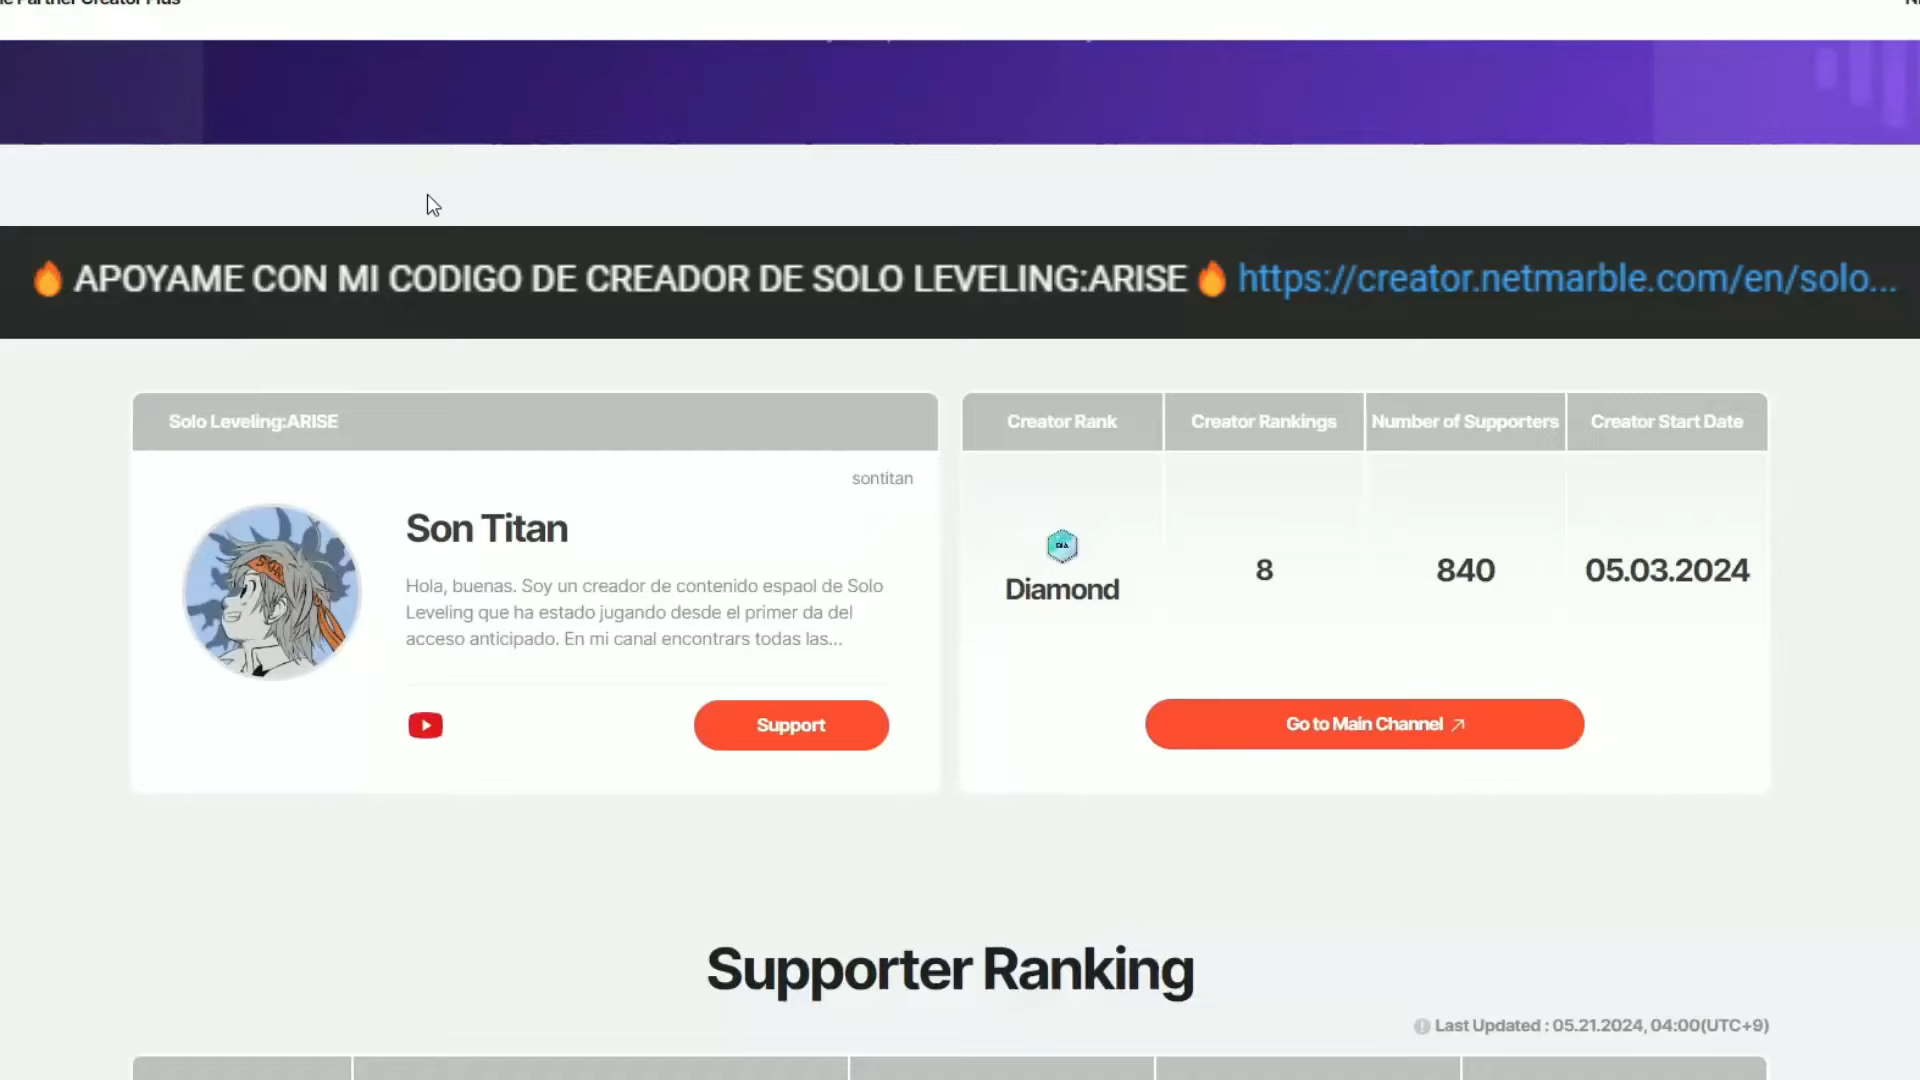 Partner Creator Plus
🔥 APOYAME CON MI CODIGO DE CREADOR DE SOLO LEVELING:ARISE 🔥 https://creator.netmarble.com/en/solo...
Solo Leveling:ARISE
sontitan
Son Titan
Hola, buenas. Soy un creador de contenido espaol de Solo
Leveling que ha estado jugando desde el primer da del
acceso anticipado. En mi canal encontrars todas las...
Support
Creator Rank
Creator Rankings
Number of Supporters
Creator Start Date
DIA
Diamond
8
840
05.03.2024
Go to Main Channel
Supporter Ranking
Last Updated : 05.21.2024, 04:00(UTC+9)